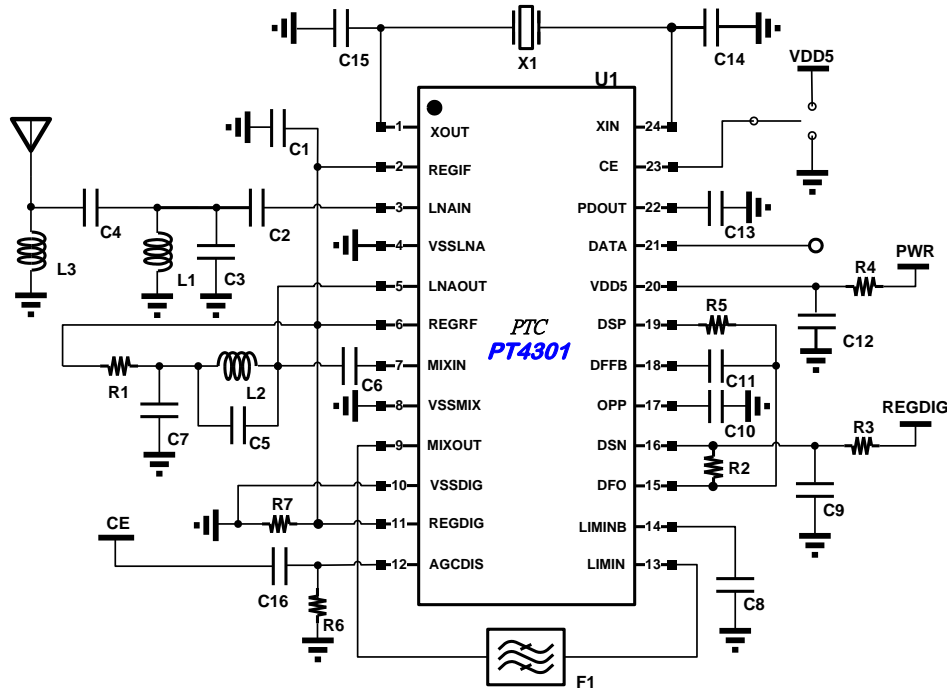 C15
X1
C14
VDD5
U1
C1
1
XOUT
XIN
24
2
REGIF
CE
23
C4
C2
3
LNAIN
PDOUT
22
C13
L3
L1
C3
4
VSSLNA
DATA
21
5
LNAOUT
VDD5
20
R4
PWR
6
REGRF
DSP
19
R5
C12
PTC
PT4301
R1
L2
C6
7
MIXIN
DFFB
18
C11
C7
C5
8
VSSMIX
OPP
17
C10
9
MIXOUT
DSN
16
R2
R3
REGDIG
10
VSSDIG
DFO
15
C9
R7
11
REGDIG
LIMINB
14
CE
C16
12
AGCDIS
LIMIN
13
R6
C8
F1